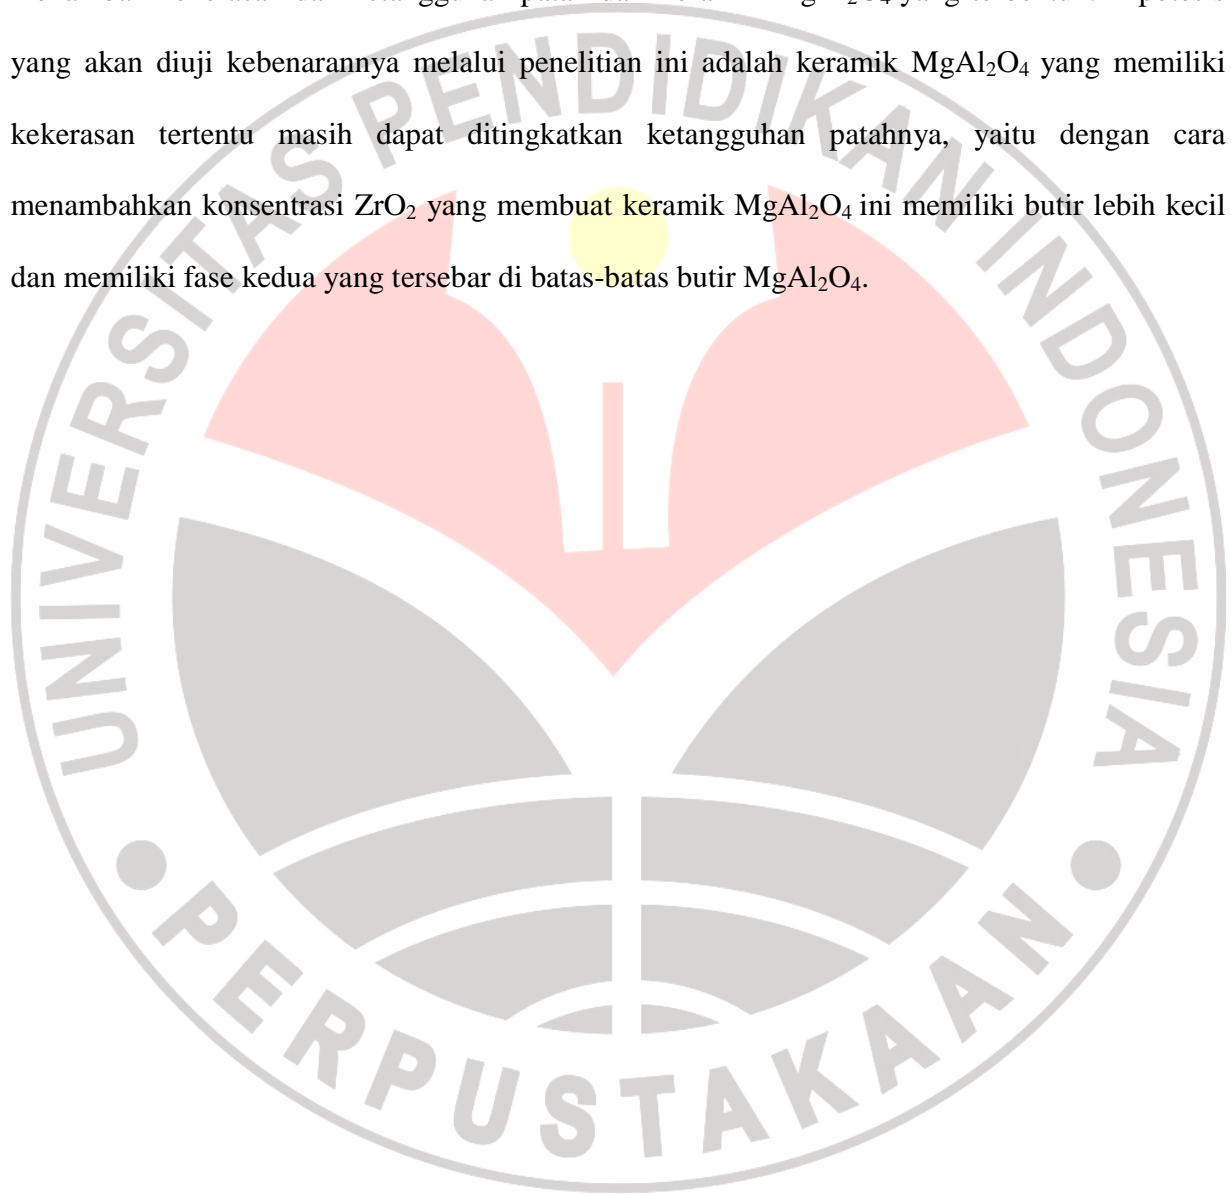 yang akan diuji kebenarannya melalui penelitian ini adalah keramik MgAl₂O₄ yang memiliki
kekerasan tertentu masih dapat ditingkatkan ketangguhan patahnya, yaitu dengan cara
menambahkan konsentrasi ZrO₂ yang membuat keramik MgAl₂O₄ ini memiliki butir lebih kecil
dan memiliki fase kedua yang tersebar di batas-batas butir MgAl₂O₄.
UNIVERSITAS PENDIDIKAN INDONESIA
PERPUSTAKAAN